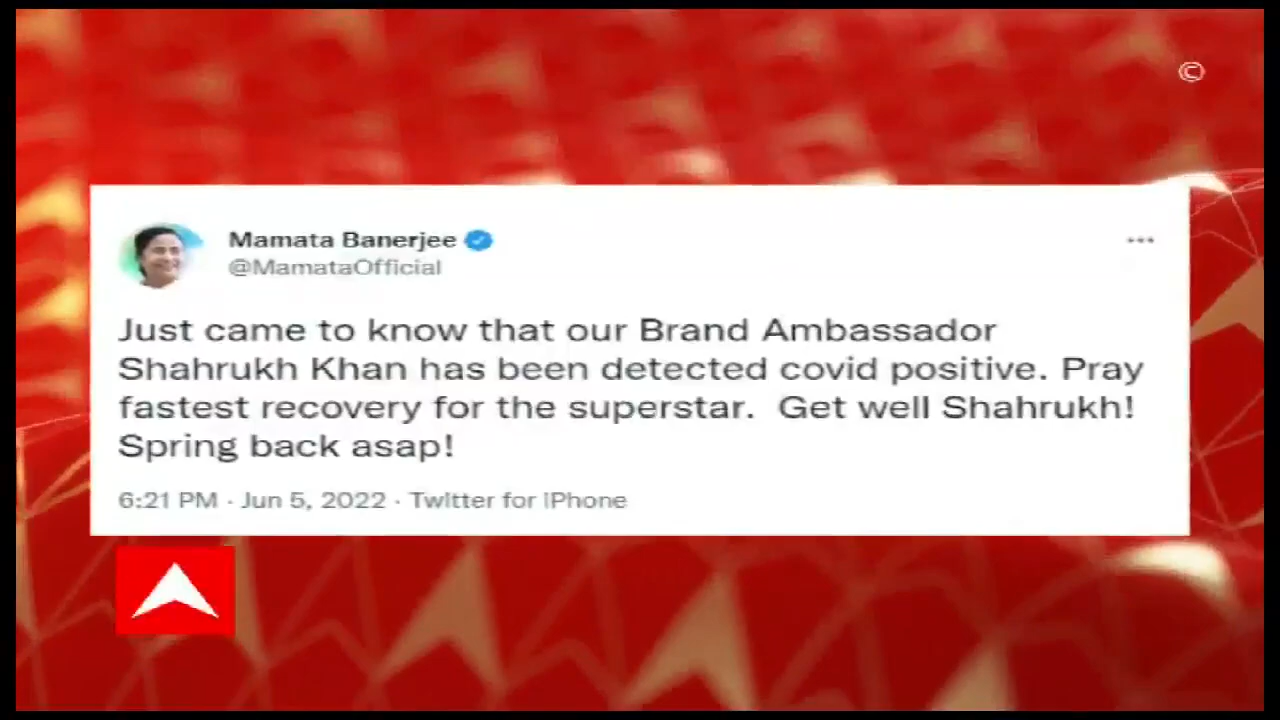 ©
Mamata Banerjee
@MamataOfficial
Just came to know that our Brand Ambassador
Shahrukh Khan has been detected covid positive. Pray
fastest recovery for the superstar. Get well Shahrukh!
Spring back asap!
6:21 PM · Jun 5, 2022 · Twitter for iPhone